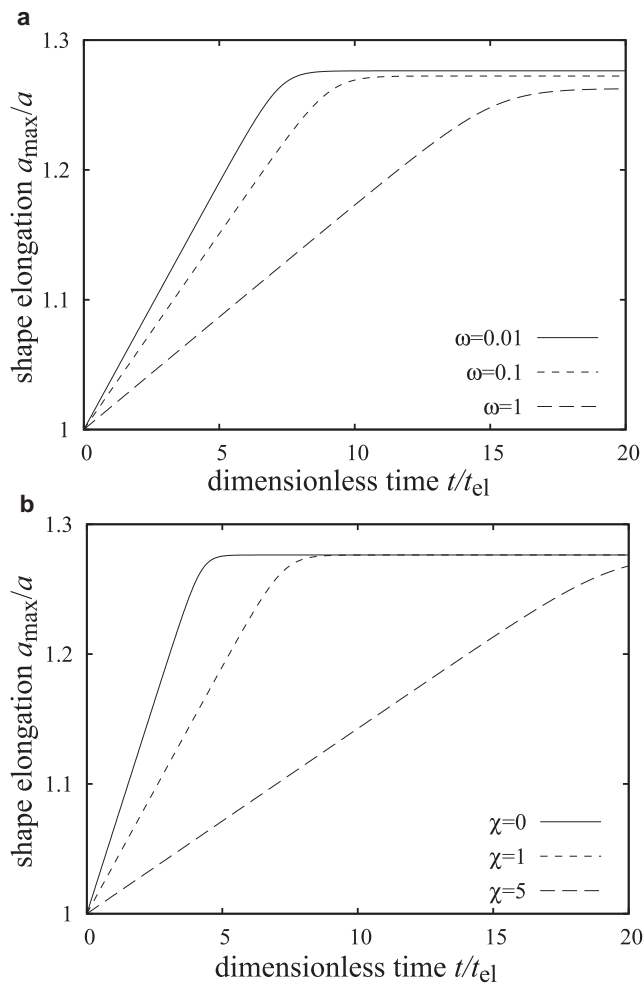 a
1.3
1.2
1.1
1
shape elongation a_max/a
ω=0.01
ω=0.1
ω=1
0 5 10 15 20
dimensionless time t/t_el
b
1.3
1.2
1.1
1
shape elongation a_max/a
χ=0
χ=1
χ=5
0 5 10 15 20
dimensionless time t/t_el